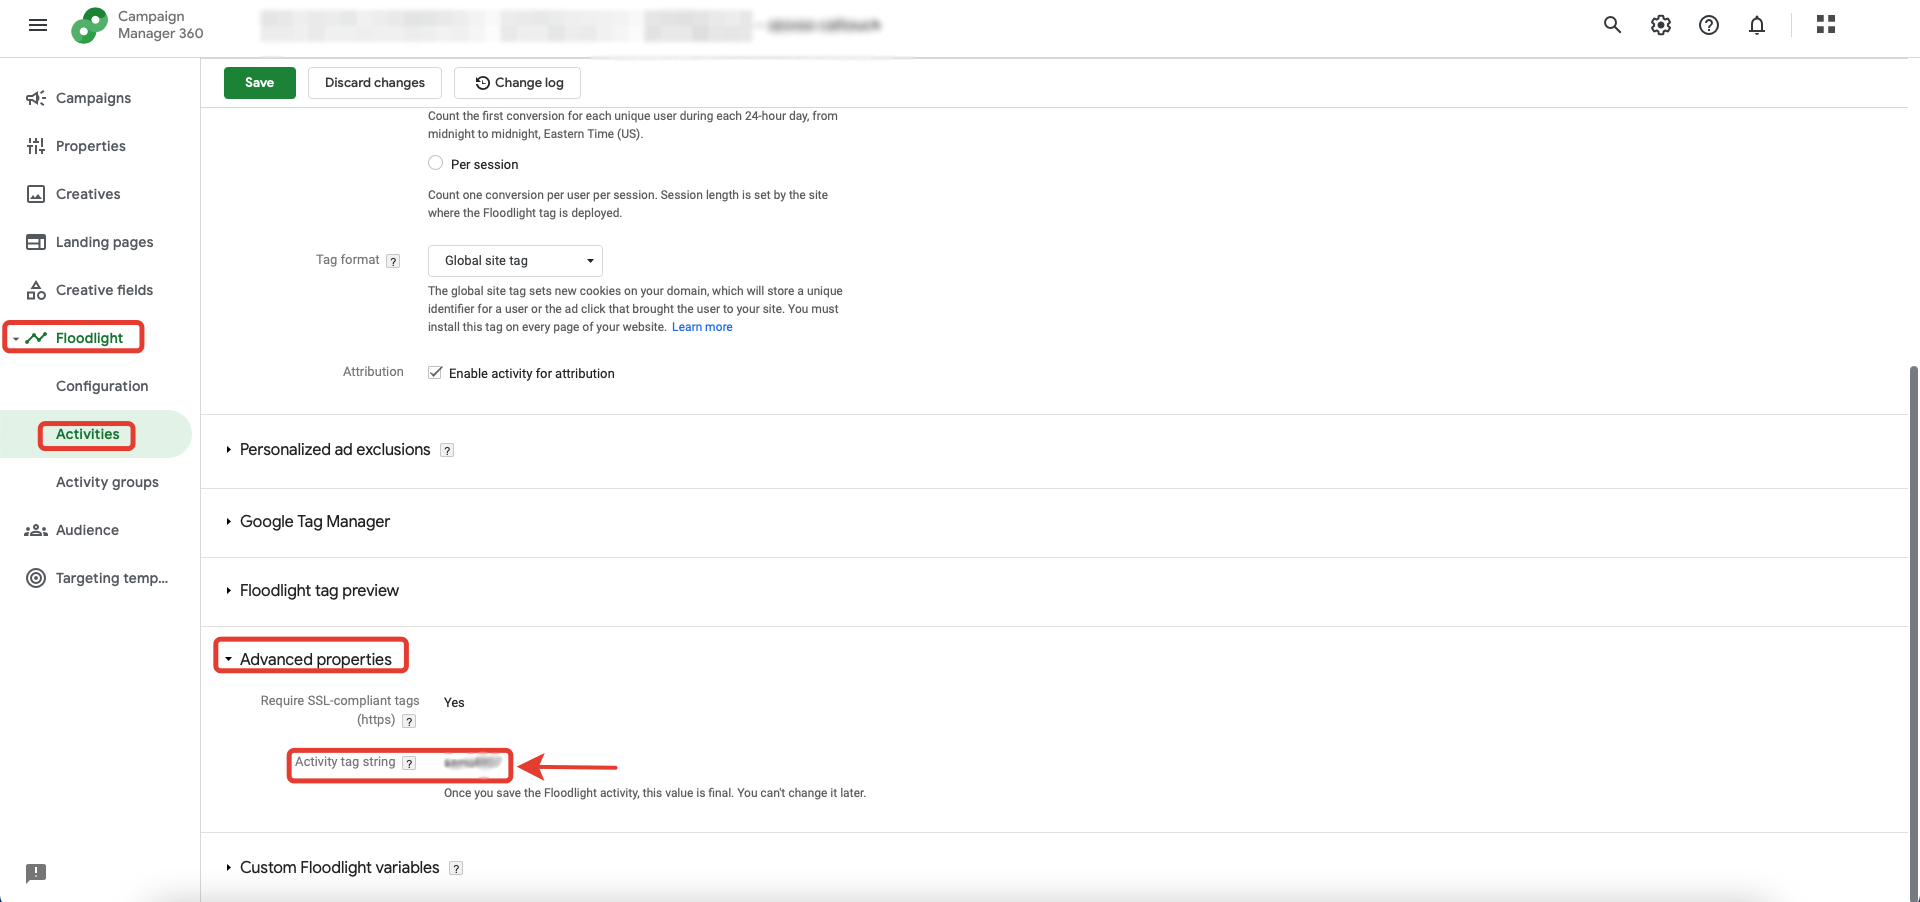 Campaign
Manager 360
Campaigns
Properties
Creatives
Landing pages
Creative fields
Floodlight
Configuration
Activities
Activity groups
Audience
Targeting temp...
Save
Discard changes
Change log
Count the first conversion for each unique user during each 24-hour day, from
midnight to midnight, Eastern Time (US).
Per session
Count one conversion per user per session. Session length is set by the site
where the Floodlight tag is deployed.
Tag format ?
Global site tag
The global site tag sets new cookies on your domain, which will store a unique
identifier for a user or the ad click that brought the user to your site. You must
install this tag on every page of your website. Learn more
Attribution
Enable activity for attribution
Personalized ad exclusions ?
Google Tag Manager
Floodlight tag preview
Advanced properties
Require SSL-compliant tags
(https) ?
Yes
Activity tag string ?
Once you save the Floodlight activity, this value is final. You can't change it later.
Custom Floodlight variables ?